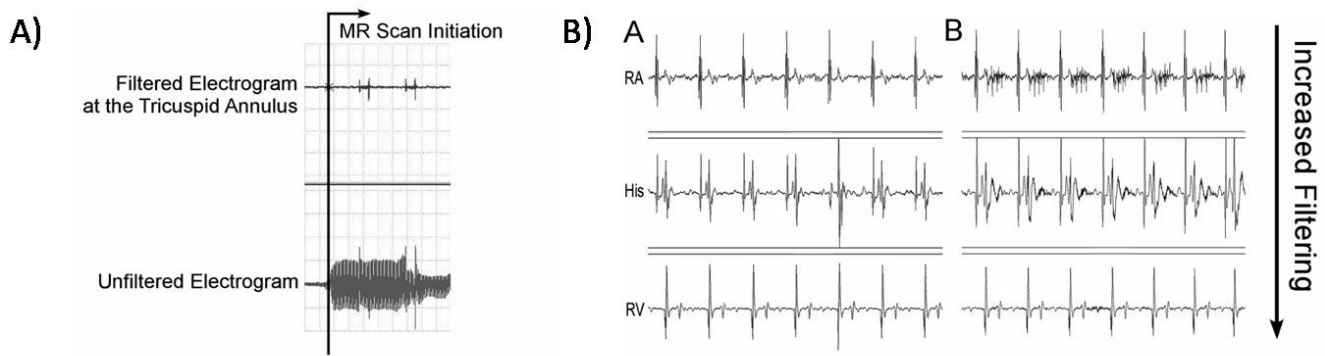 A)
MR Scan Initiation
Filtered Electrogram
at the Tricuspid Annulus
Unfiltered Electrogram
B)
A
B
RA
His
RV
Increased Filtering